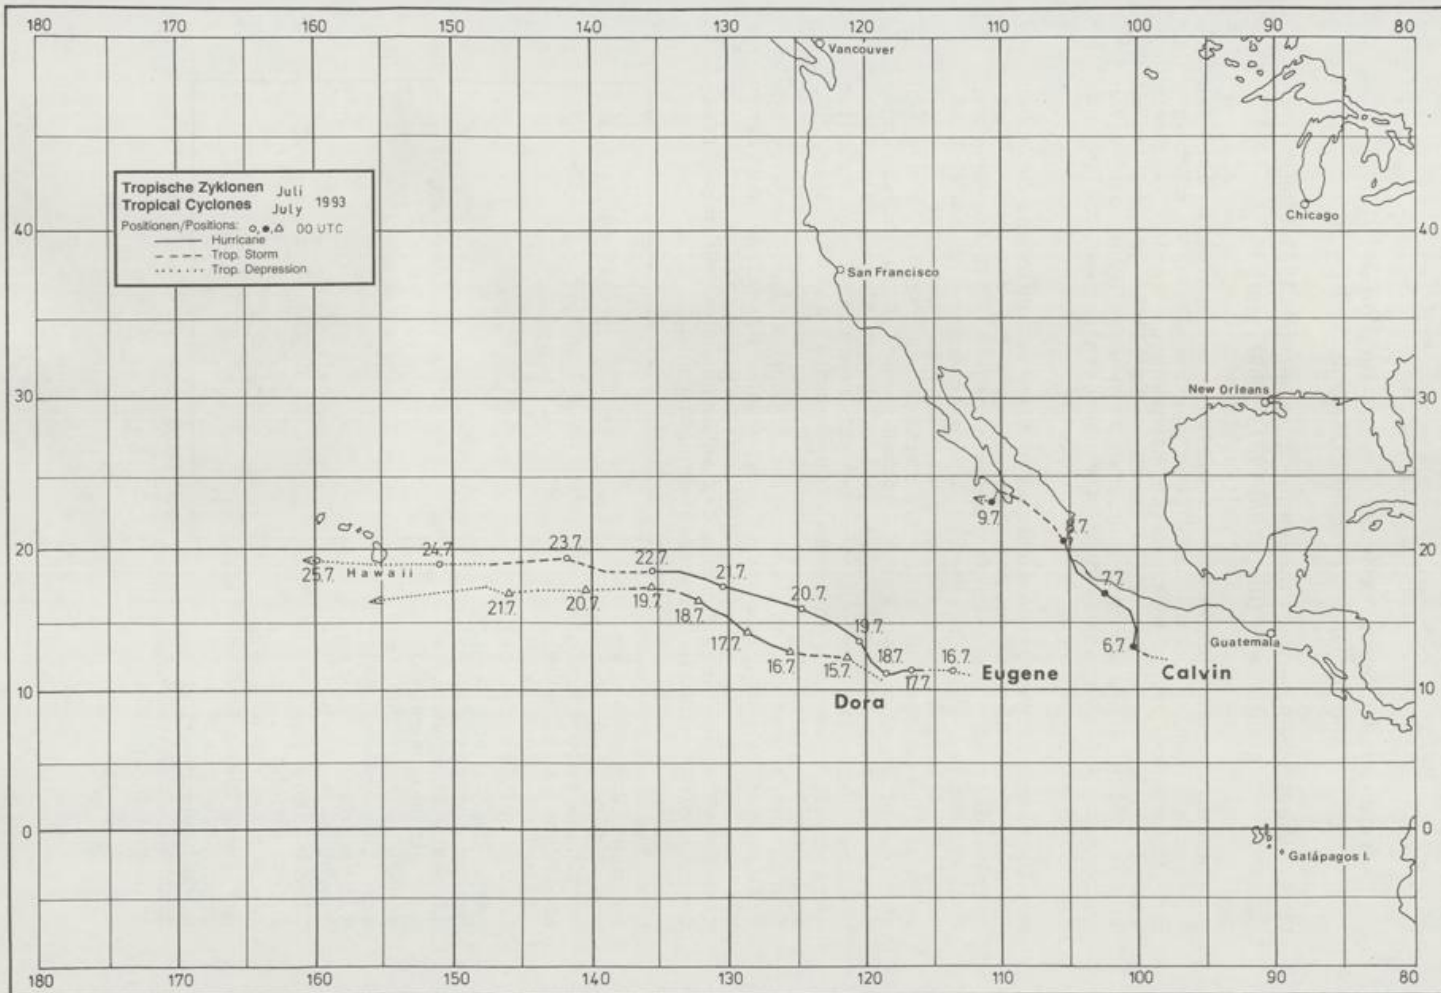 180 170 160 150 140 130 120 110 100 90 80
Vancouver
Tropische Zyklonen Juli
Tropical Cyclones July 1993
Positionen/Positions: 00 UTC
Hurricane
Trop. Storm
Trop. Depression
Chicago
40 40
San Francisco
New Orleans
30 30
9.7. 8.7.
20 25.7. Hawaii 24.7. 23.7. 22.7. 21.7. 20.7. 19.7. 18.7. 17.7. 16.7. 20
21.7. 20.7. 19.7. 18.7. 17.7. 16.7. 15.7.
7.7.
6.7.
Guatemala
Eugene Calvin
Dora
10 10
0 0
Galápagos I.
180 170 160 150 140 130 120 110 100 90 80